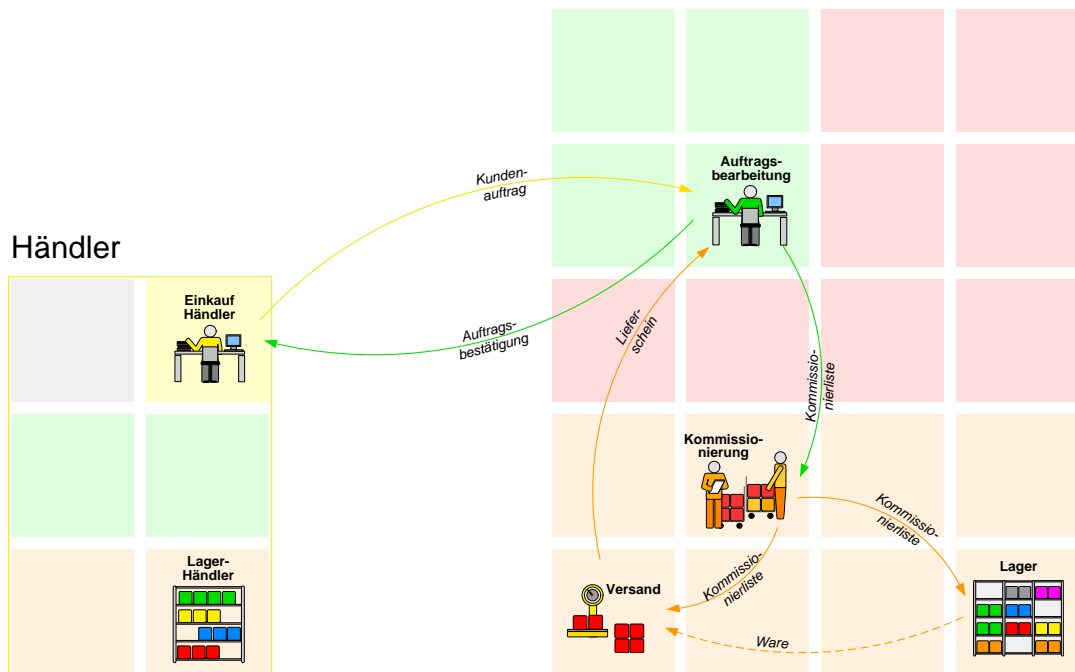 Händler
Einkauf
Händler
Lager-
Händler
Kunden-
auftrag
Auftrags-
bestätigung
Auftrags-
bearbeitung
Liefer-
schein
Kommissio-
nierliste
Kommissio-
nierung
Kommissio-
nierliste
Kommissio-
nierliste
Versand
Ware
Lager